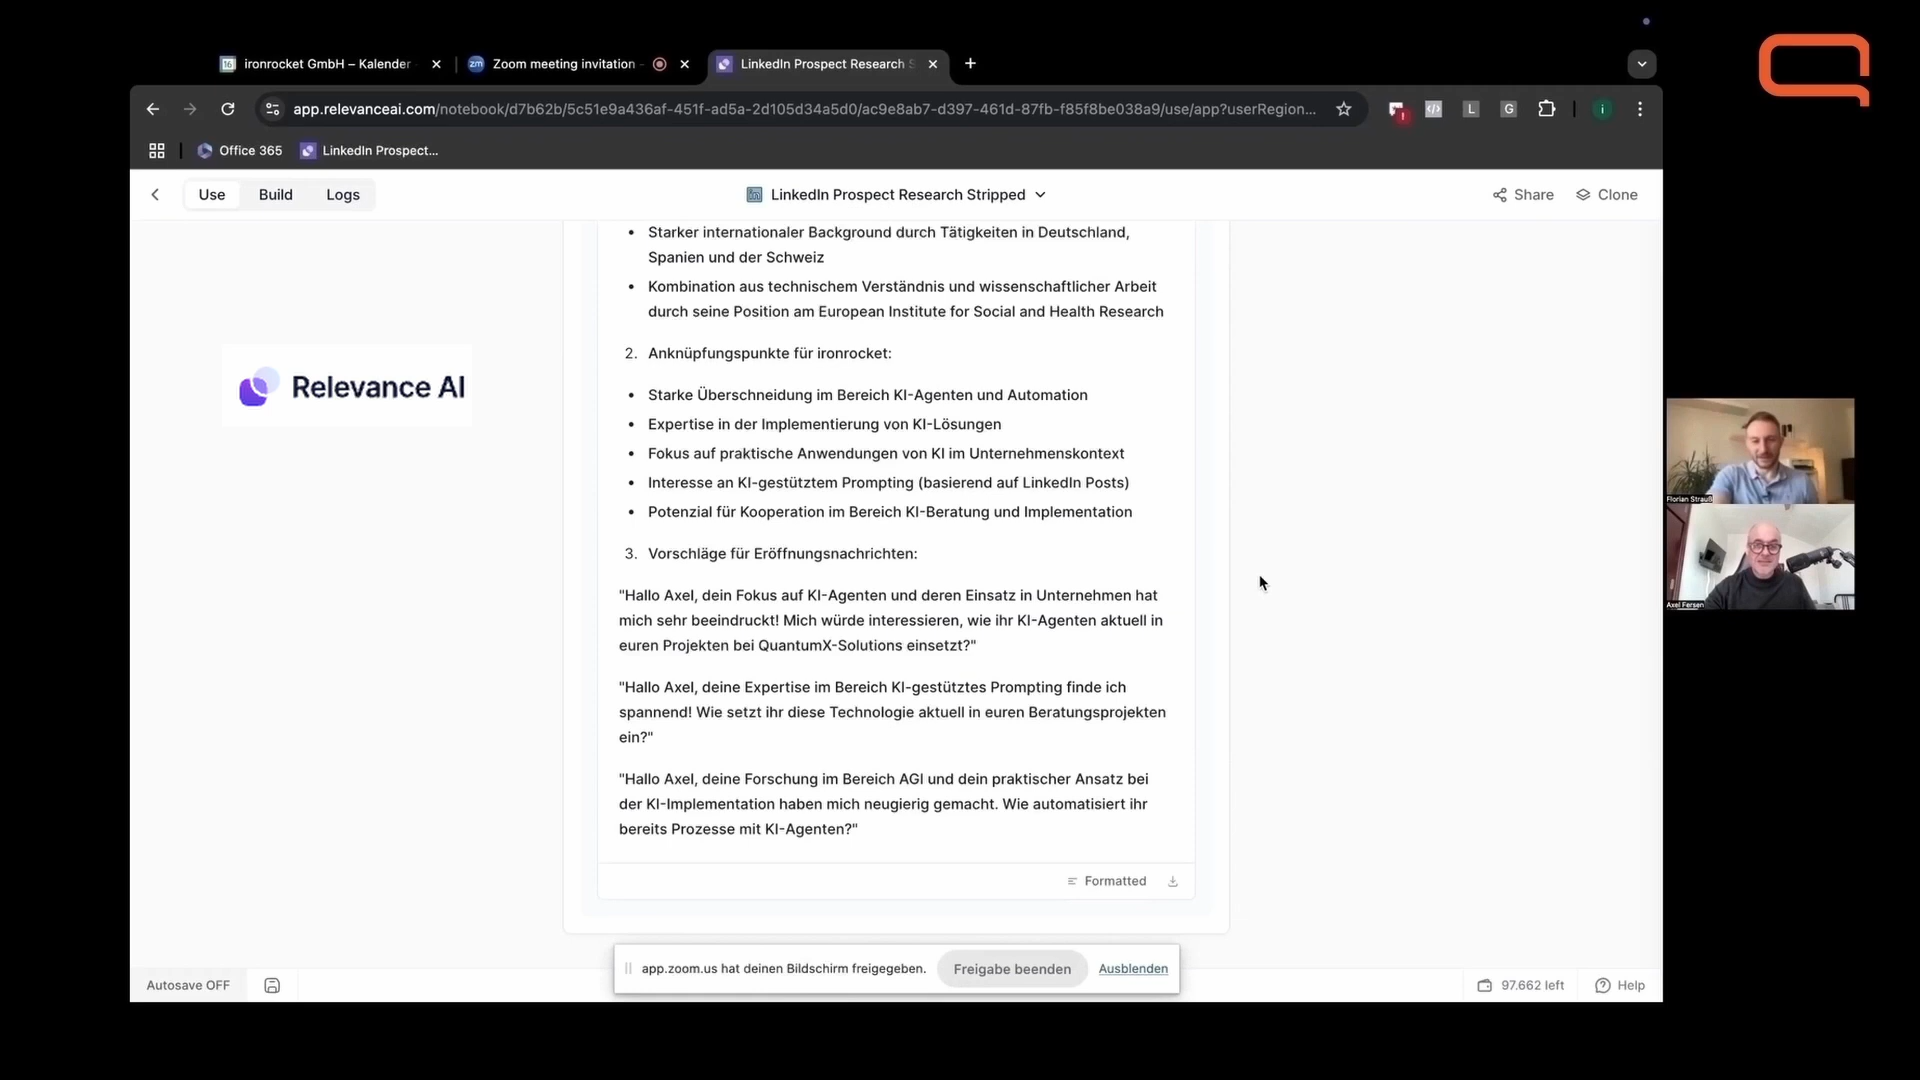 ironrocket GmbH – Kalender
Zoom meeting invitation -
LinkedIn Prospect Research S
app.relevanceai.com/notebook/d7b62b/5c51e9a436af-451f-ad5a-2d105d34a5d0/ac9e8ab7-d397-461d-87fb-f85f8be038a9/use/app?userRegion...
Office 365
LinkedIn Prospect...
Use
Build
Logs
LinkedIn Prospect Research Stripped
Share
Clone
Relevance AI
• Starker internationaler Background durch Tätigkeiten in Deutschland,
Spanien und der Schweiz
• Kombination aus technischem Verständnis und wissenschaftlicher Arbeit
durch seine Position am European Institute for Social and Health Research
2. Anknüpfungspunkte für ironrocket:
• Starke Überschneidung im Bereich KI-Agenten und Automation
• Expertise in der Implementierung von KI-Lösungen
• Fokus auf praktische Anwendungen von KI im Unternehmenskontext
• Interesse an KI-gestütztem Prompting (basierend auf LinkedIn Posts)
• Potenzial für Kooperation im Bereich KI-Beratung und Implementation
3. Vorschläge für Eröffnungsnachrichten:
"Hallo Axel, dein Fokus auf KI-Agenten und deren Einsatz in Unternehmen hat
mich sehr beeindruckt! Mich würde interessieren, wie ihr KI-Agenten aktuell in
euren Projekten bei QuantumX-Solutions einsetzt?"
"Hallo Axel, deine Expertise im Bereich KI-gestütztes Prompting finde ich
spannend! Wie setzt ihr diese Technologie aktuell in euren Beratungsprojekten
ein?"
"Hallo Axel, deine Forschung im Bereich AGI und dein praktischer Ansatz bei
der KI-Implementation haben mich neugierig gemacht. Wie automatisiert ihr
bereits Prozesse mit KI-Agenten?"
Formatted
app.zoom.us hat deinen Bildschirm freigegeben.
Freigabe beenden
Ausblenden
Autosave OFF
97.662 left
Help
Florian Strauß
Axel Fersen